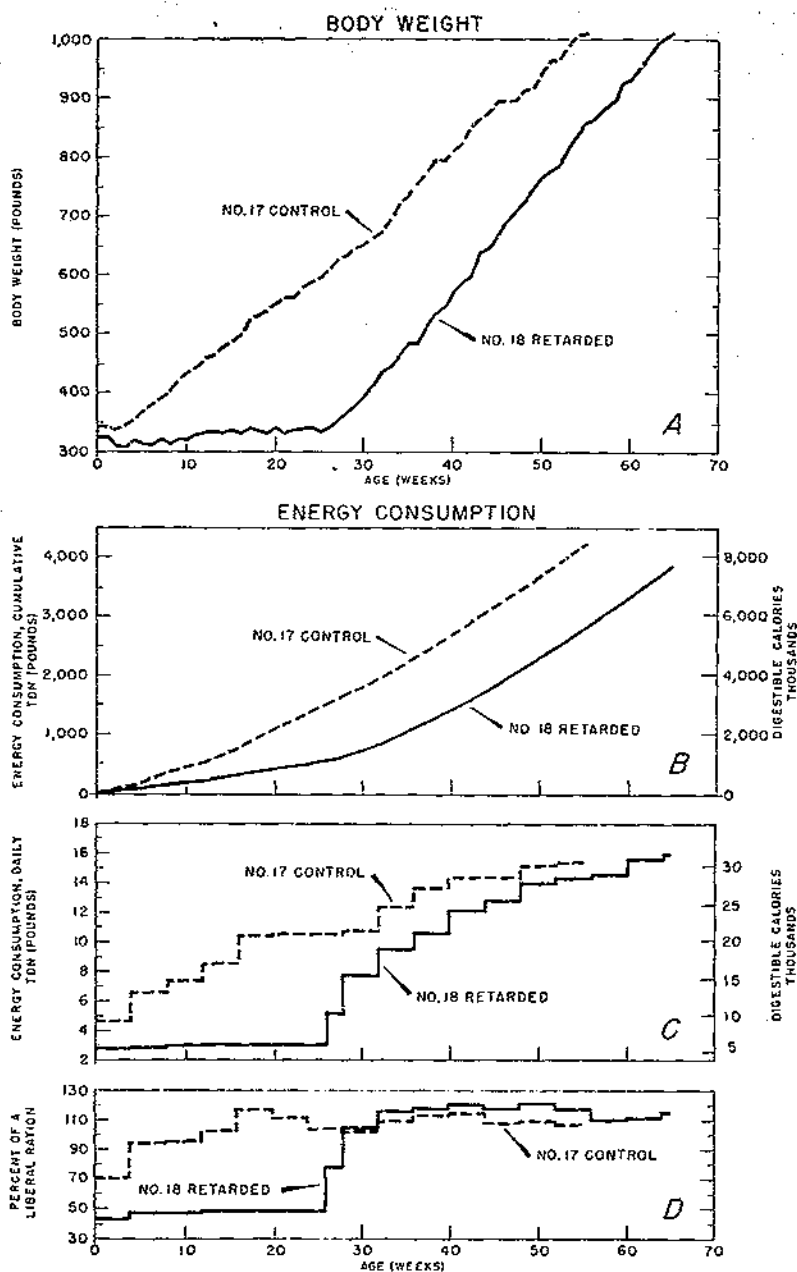 BODY WEIGHT
BODY WEIGHT (POUNDS)
1,000
900
800
700
600
500
400
300
NO. 17 CONTROL
NO. 18 RETARDED
A
0 10 20 30 40 50 60 70
AGE (WEEKS)
ENERGY CONSUMPTION
ENERGY CONSUMPTION, CUMULATIVE
TDN (POUNDS)
4,000
3,000
2,000
1,000
0
NO. 17 CONTROL
NO. 18 RETARDED
B
8,000
6,000
4,000
2,000
0
DIGESTIBLE CALORIES
THOUSANDS
ENERGY CONSUMPTION, DAILY
TDN (POUNDS)
18
16
14
12
10
8
6
4
2
NO. 17 CONTROL
NO. 18 RETARDED
C
30
25
20
15
10
5
DIGESTIBLE CALORIES
THOUSANDS
PERCENT OF A
LIBERAL RATION
130
110
90
70
50
30
NO. 18 RETARDED
NO. 17 CONTROL
D
0 10 20 30 40 50 60 70
AGE (WEEKS)